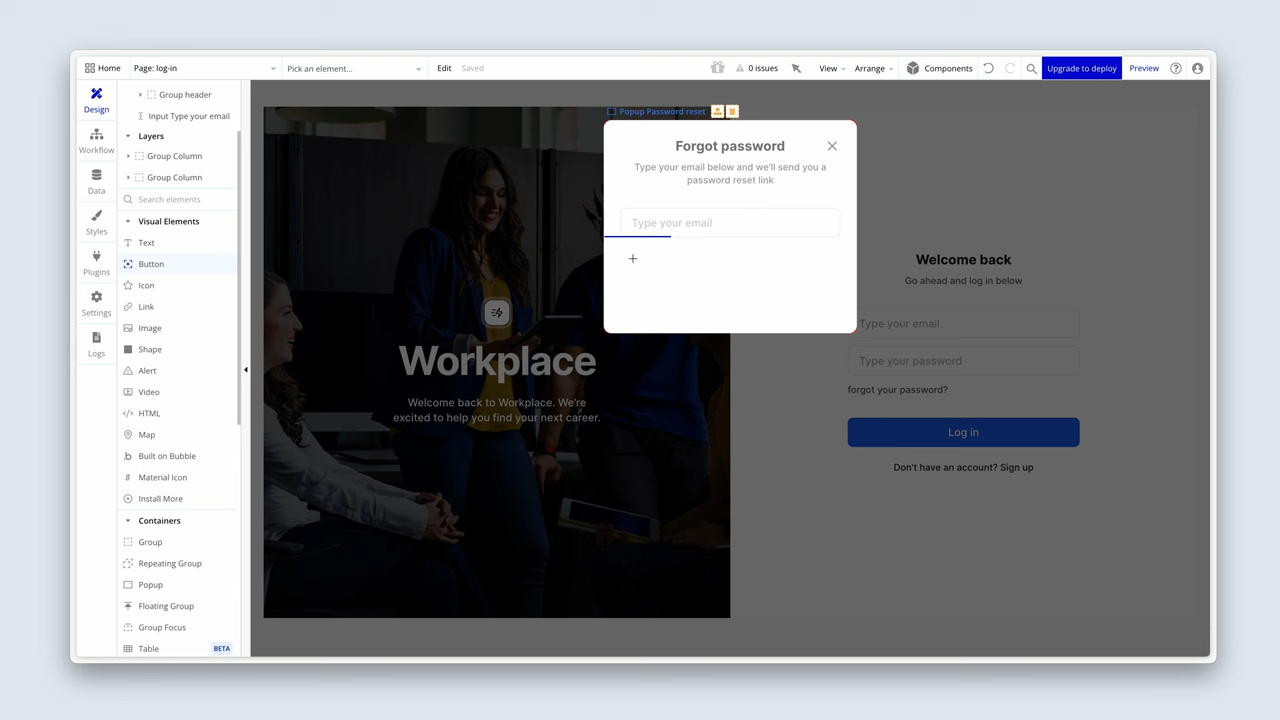 Home
Page: log-in
Pick an element...
Edit
Saved
0 issues
View
Arrange
Components
Upgrade to deploy
Preview
Design
Workflow
Data
Styles
Plugins
Settings
Logs
Group header
Input Type your email
Layers
Group Column
Group Column
Search elements
Visual Elements
Text
Button
Icon
Link
Image
Shape
Alert
Video
HTML
Map
Built on Bubble
Material Icon
Install More
Containers
Group
Repeating Group
Popup
Floating Group
Group Focus
Table
BETA
Popup Password reset
Forgot password
Type your email below and we'll send you a
password reset link
Type your email
Workplace
Welcome back to Workplace. We're
excited to help you find your next career.
Welcome back
Go ahead and log in below
Type your email
Type your password
forgot your password?
Log in
Don't have an account? Sign up